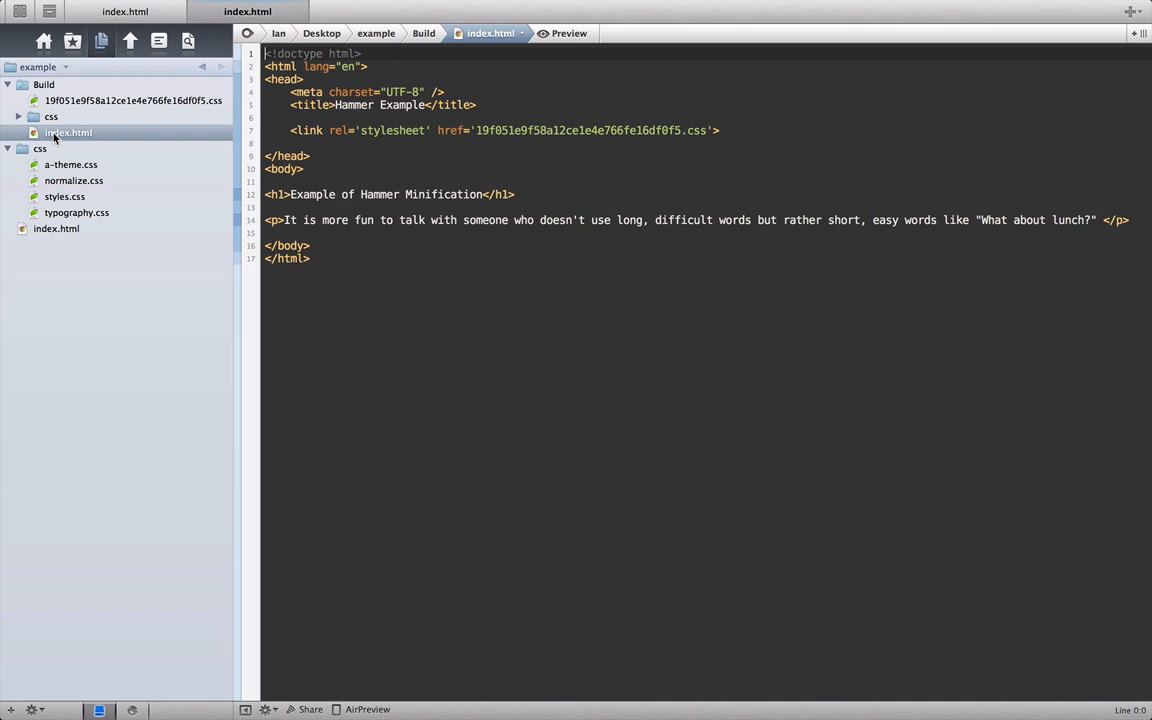 index.html
index.html
Ian Desktop example Build index.html Preview
example
Build
19f051e9f58a12ce1e4e766fe16df0f5.css
css
index.html
css
a-theme.css
normalize.css
styles.css
typography.css
index.html
1 <!doctype html>
2 <html lang="en">
3 <head>
4 <meta charset="UTF-8" />
5 <title>Hammer Example</title>
6
7 <link rel='stylesheet' href='19f051e9f58a12ce1e4e766fe16df0f5.css'>
8
9 </head>
10 <body>
11
12 <h1>Example of Hammer Minification</h1>
13
14 <p>It is more fun to talk with someone who doesn't use long, difficult words but rather short, easy words like "What about lunch?" </p>
15
16 </body>
17 </html>
Share AirPreview Line 0:0